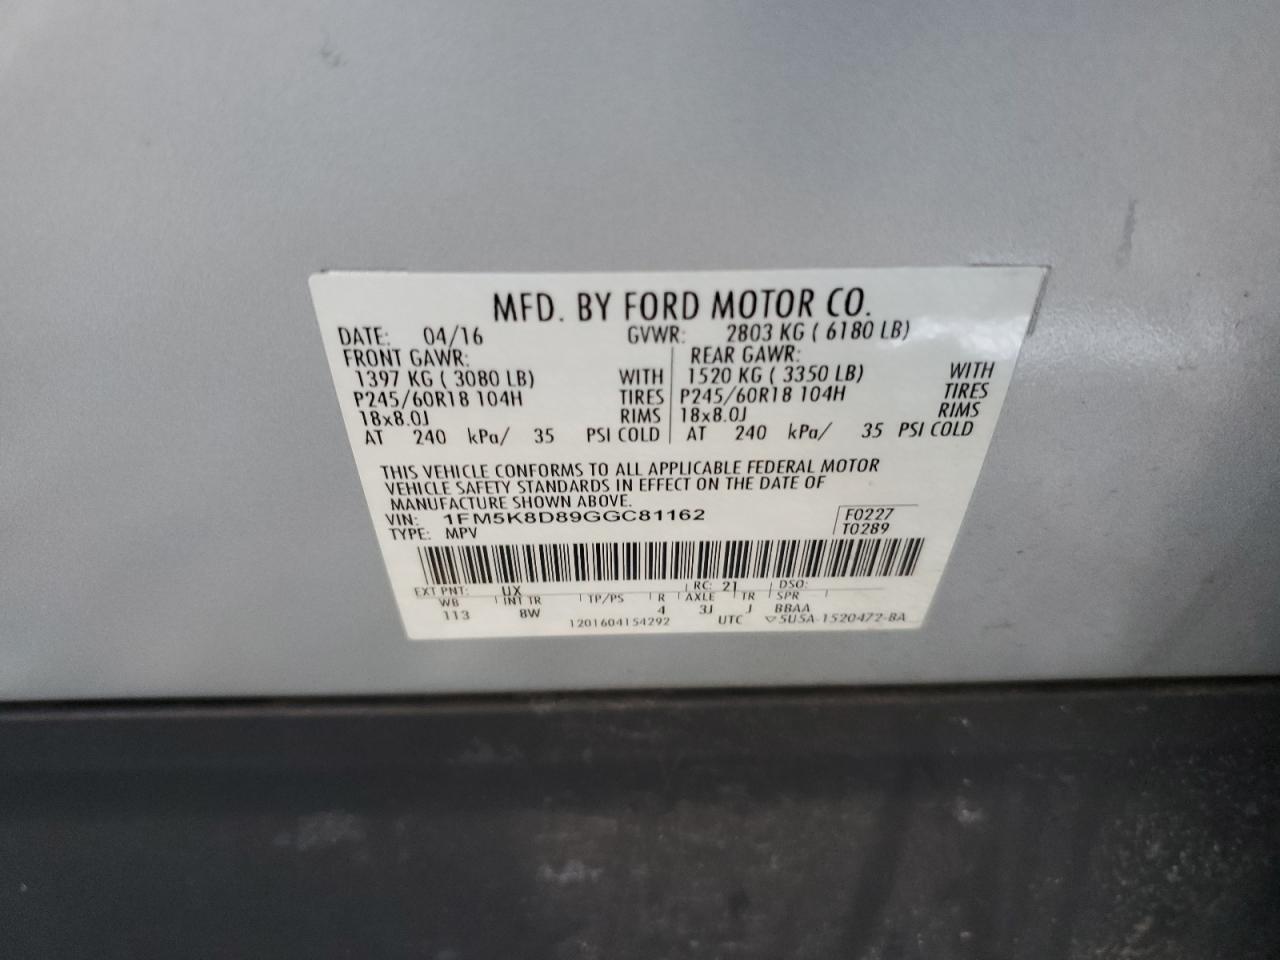 MFD. BY FORD MOTOR CO.
DATE: 04/16 GVWR: 2803 KG ( 6180 LB)
FRONT GAWR: REAR GAWR:
1397 KG ( 3080 LB) WITH 1520 KG ( 3350 LB) WITH
P245/60R18 104H TIRES P245/60R18 104H TIRES
18x8.0J RIMS 18x8.0J RIMS
AT 240 kPa/ 35 PSI COLD AT 240 kPa/ 35 PSI COLD
THIS VEHICLE CONFORMS TO ALL APPLICABLE FEDERAL MOTOR
VEHICLE SAFETY STANDARDS IN EFFECT ON THE DATE OF
MANUFACTURE SHOWN ABOVE.
VIN: 1FM5K8D89GGC81162 F0227
TYPE: MPV T0289
EXT PNT: UX RC: 21 DSO:
WB INT TR TP/PS R AXLE TR SPR
113 8W 4 3J J BBAA
1201604154292 UTC ▽5U5A-1520472-BA